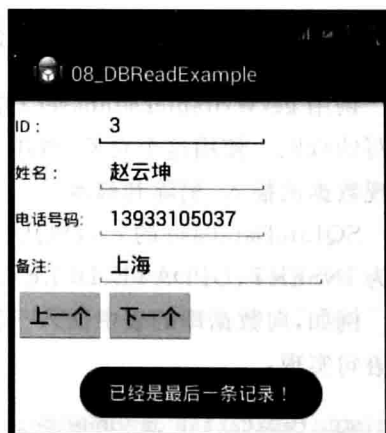 08_DBReadExample
ID： 3
姓名： 赵云坤
电话号码: 13933105037
备注: 上海
上一个 下一个
已经是最后一条记录！